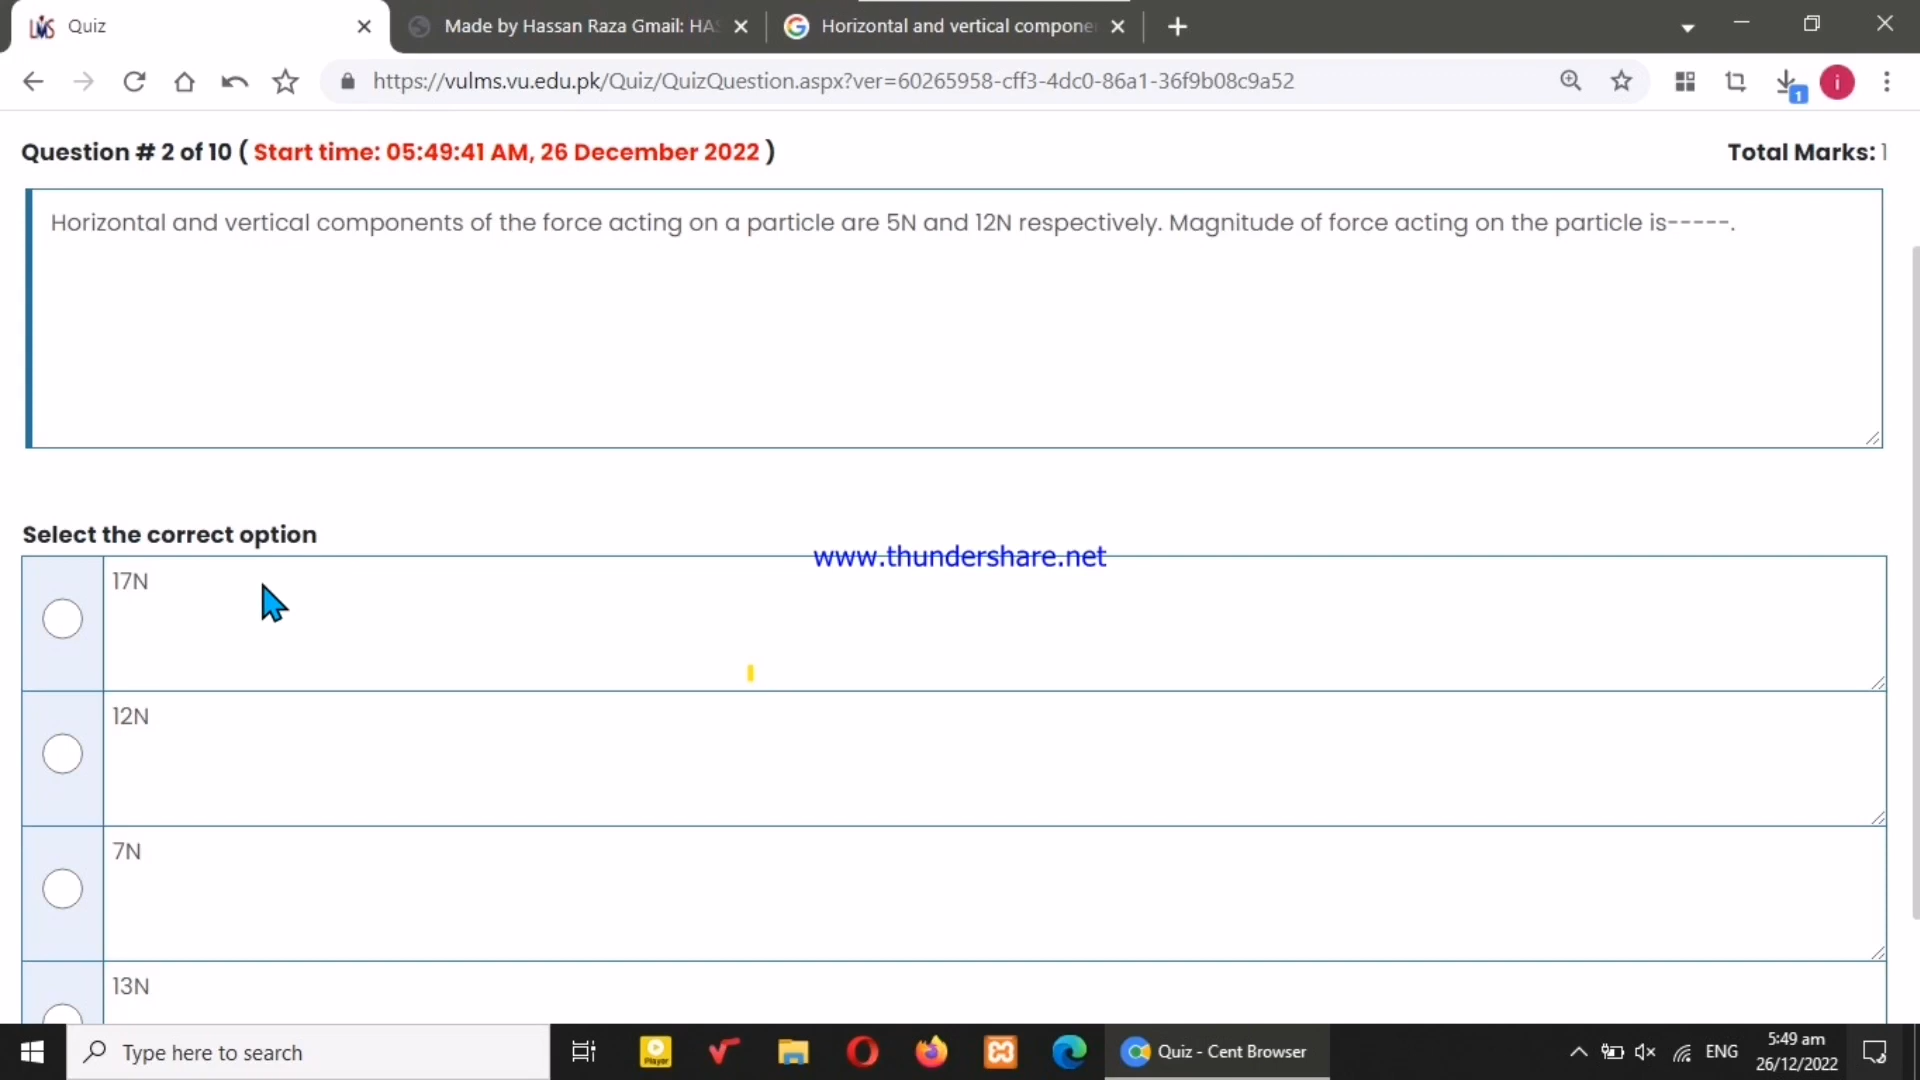 Quiz
Made by Hassan Raza Gmail: HAS
Horizontal and vertical compone
https://vulms.vu.edu.pk/Quiz/QuizQuestion.aspx?ver=60265958-cff3-4dc0-86a1-36f9b08c9a52
i
1
Question # 2 of 10 ( Start time: 05:49:41 AM, 26 December 2022 )
Total Marks: 1
Horizontal and vertical components of the force acting on a particle are 5N and 12N respectively. Magnitude of force acting on the particle is-----.
Select the correct option
www.thundershare.net
17N
12N
7N
13N
Type here to search
Player
Quiz - Cent Browser
ENG
5:49 am
26/12/2022